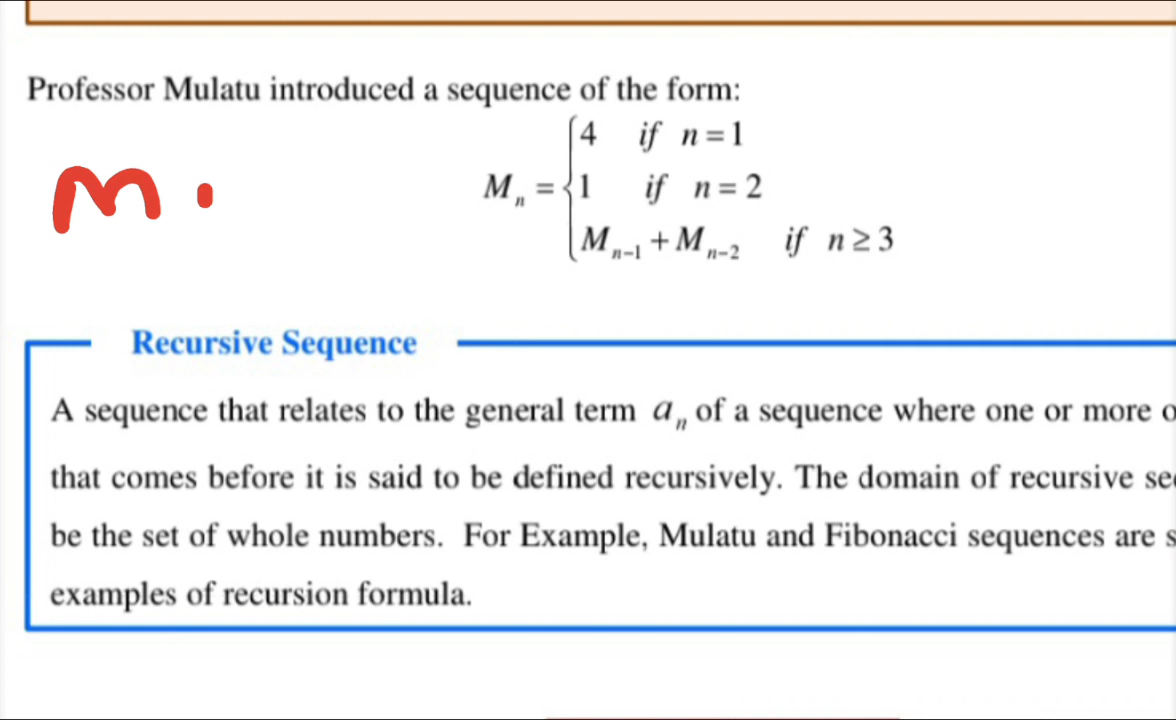 Professor Mulatu introduced a sequence of the form:
M .
M_n = { 4 if n = 1
1 if n = 2
M_{n-1} + M_{n-2} if n ≥ 3
Recursive Sequence
A sequence that relates to the general term a_n of a sequence where one or more
that comes before it is said to be defined recursively. The domain of recursive
be the set of whole numbers. For Example, Mulatu and Fibonacci sequences are
examples of recursion formula.